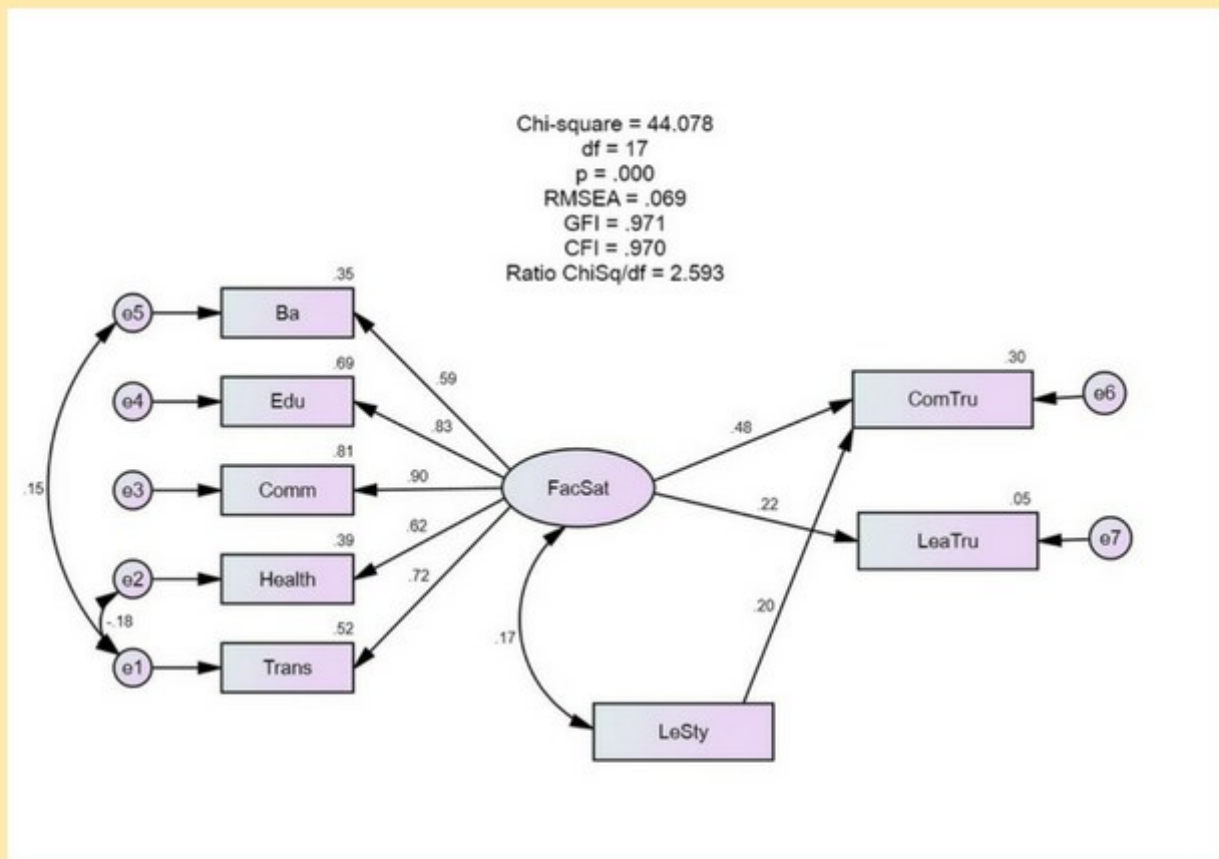 Chi-square = 44.078
df = 17
p = .000
RMSEA = .069
GFI = .971
CFI = .970
Ratio ChiSq/df = 2.593
.35
e5
Ba
.69
.59
e4
Edu
.83
.30
ComTru
e6
.48
.81
.15
e3
Comm
.90
FacSat
.22
.05
LeaTru
e7
.39
.62
e2
Health
.72
-.18
.52
.20
e1
Trans
.17
LeSty